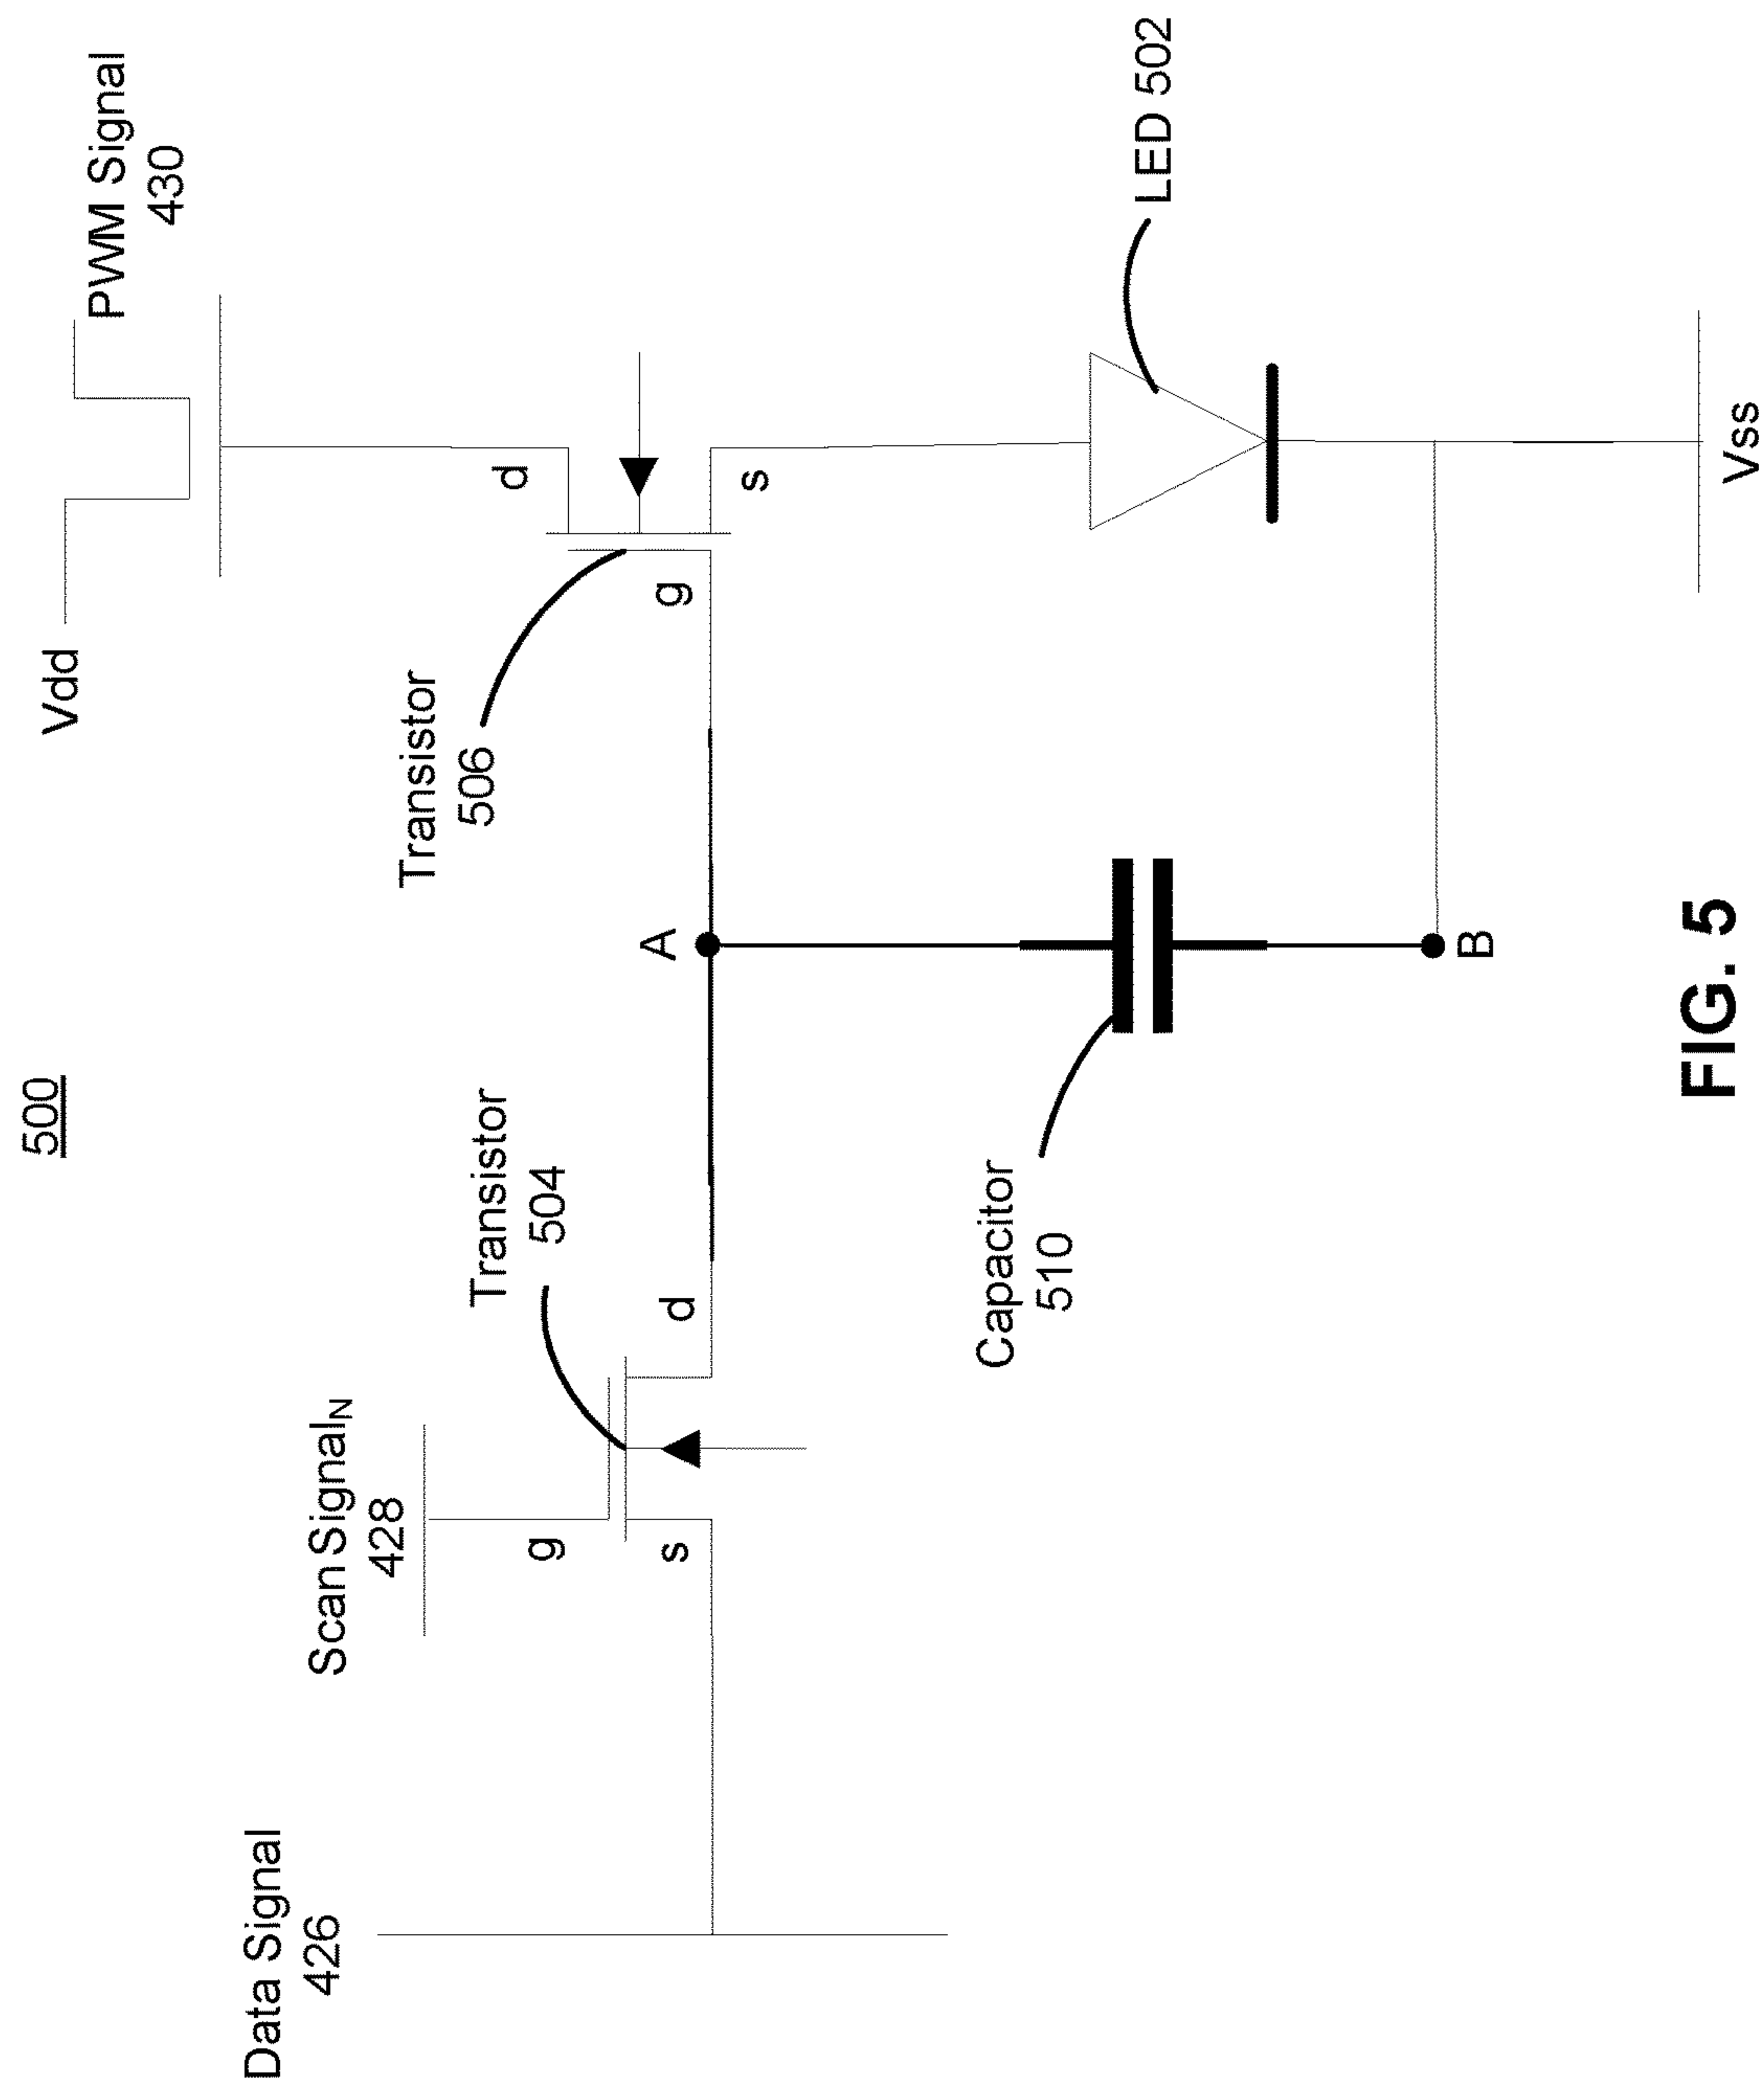 500
Vdd
PWM Signal
430
Data Signal
426
Scan Signal_N
428
Transistor
504
Transistor
506
g
s
d
A
g
d
s
Capacitor
510
LED 502
B
Vss
FIG. 5